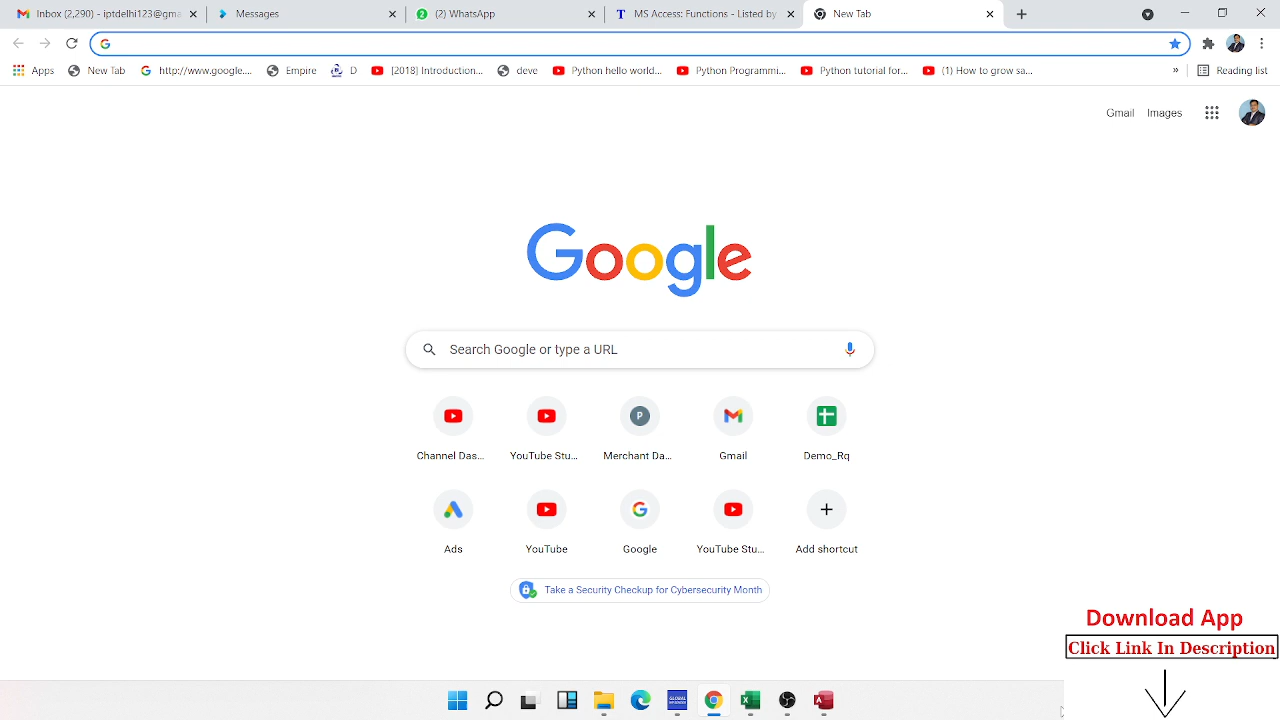 Inbox (2,290) - iptdelhi123@gma
Messages
(2) WhatsApp
MS Access: Functions - Listed by
New Tab
Apps
New Tab
http://www.google....
Empire
D
[2018] Introduction...
deve
Python hello world...
Python Programmi...
Python tutorial for...
(1) How to grow sa...
»
Reading list
Gmail
Images
Google
Search Google or type a URL
Channel Das...
YouTube Stu...
P
Merchant Da...
Gmail
Demo_Rq
Ads
YouTube
Google
YouTube Stu...
Add shortcut
Take a Security Checkup for Cybersecurity Month
Download App
Click Link In Description